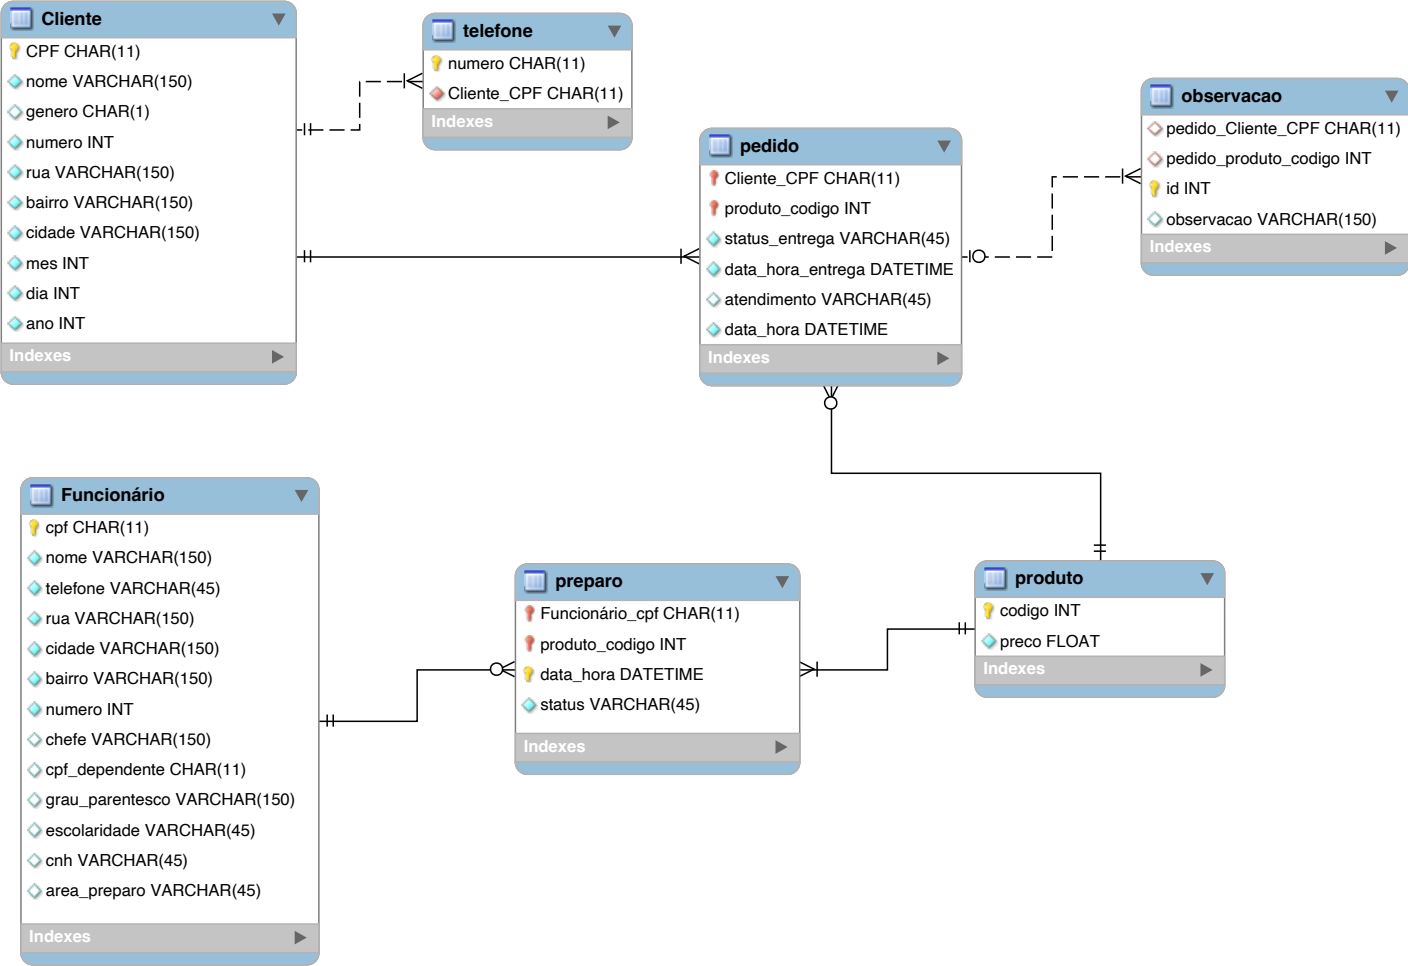 Cliente
CPF CHAR(11)
nome VARCHAR(150)
genero CHAR(1)
numero INT
rua VARCHAR(150)
bairro VARCHAR(150)
cidade VARCHAR(150)
mes INT
dia INT
ano INT
Indexes
telefone
numero CHAR(11)
Cliente_CPF CHAR(11)
Indexes
pedido
Cliente_CPF CHAR(11)
produto_codigo INT
status_entrega VARCHAR(45)
data_hora_entrega DATETIME
atendimento VARCHAR(45)
data_hora DATETIME
Indexes
observacao
pedido_Cliente_CPF CHAR(11)
pedido_produto_codigo INT
id INT
observacao VARCHAR(150)
Indexes
Funcionário
cpf CHAR(11)
nome VARCHAR(150)
telefone VARCHAR(45)
rua VARCHAR(150)
cidade VARCHAR(150)
bairro VARCHAR(150)
numero INT
chefe VARCHAR(150)
cpf_dependente CHAR(11)
grau_parentesco VARCHAR(150)
escolaridade VARCHAR(45)
cnh VARCHAR(45)
area_preparo VARCHAR(45)
Indexes
preparo
Funcionário_cpf CHAR(11)
produto_codigo INT
data_hora DATETIME
status VARCHAR(45)
Indexes
produto
codigo INT
preco FLOAT
Indexes